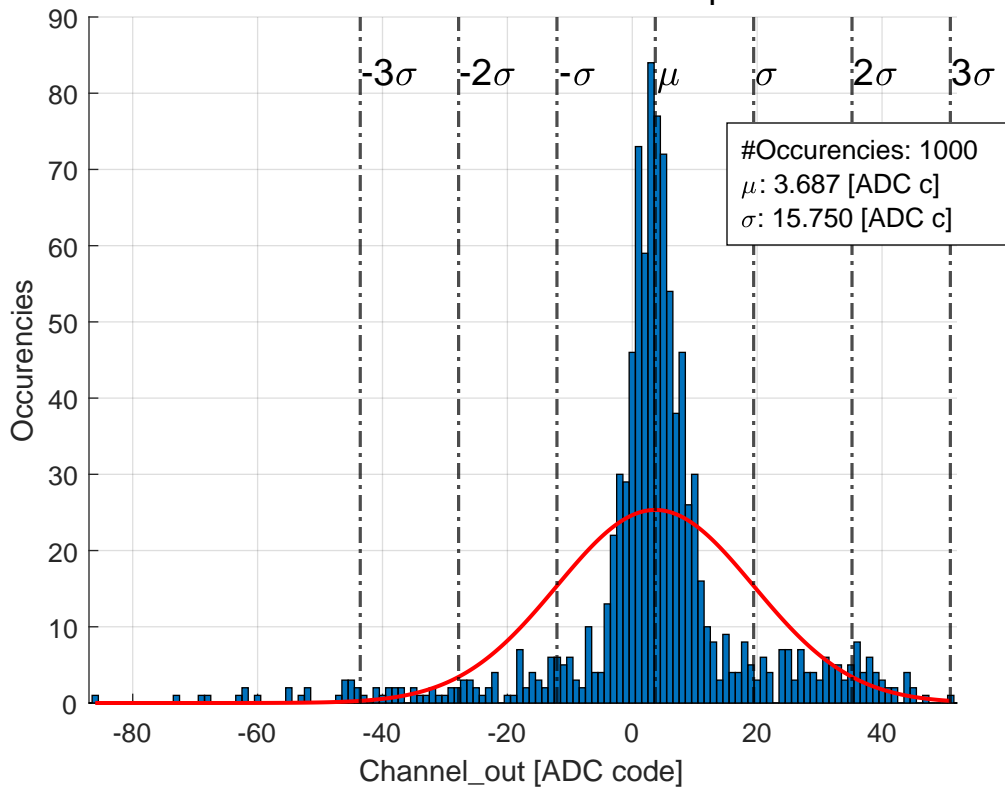 90
80
70
60
50
40
30
20
10
0
Occurencies
-3σ
-2σ
-σ
μ
σ
2σ
3σ
#Occurencies: 1000
μ: 3.687 [ADC c]
σ: 15.750 [ADC c]
-80
-60
-40
-20
0
20
40
Channel_out [ADC code]